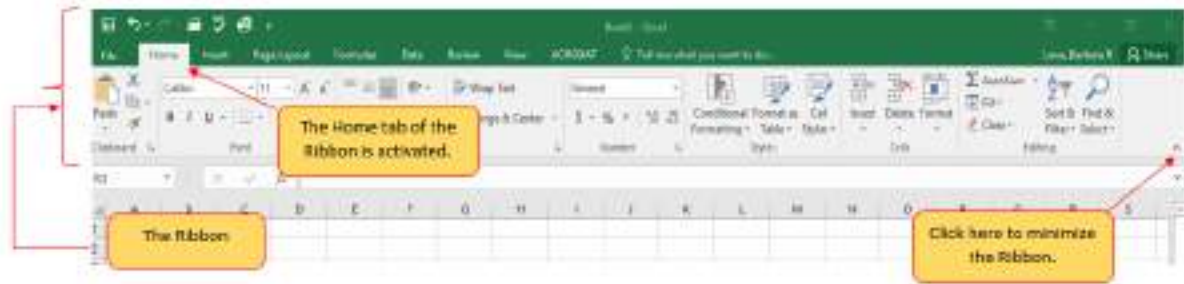 File Home Insert Page Layout Formulas Data Review View ACROBAT Tell me what you want to do... Share
Calibri 11 A A Wrap Text General
Paste B I U & Center $ % Conditional Format as Cell Insert Delete Format AutoSum Sort & Find &
Formatting Table Styles Fill Clear Filter Select
Clipboard Font Number Styles Cells Editing
The Home tab of the
Ribbon is activated.
A B C D E F G H I J K L M N O P Q R S
The Ribbon
Click here to minimize
the Ribbon.